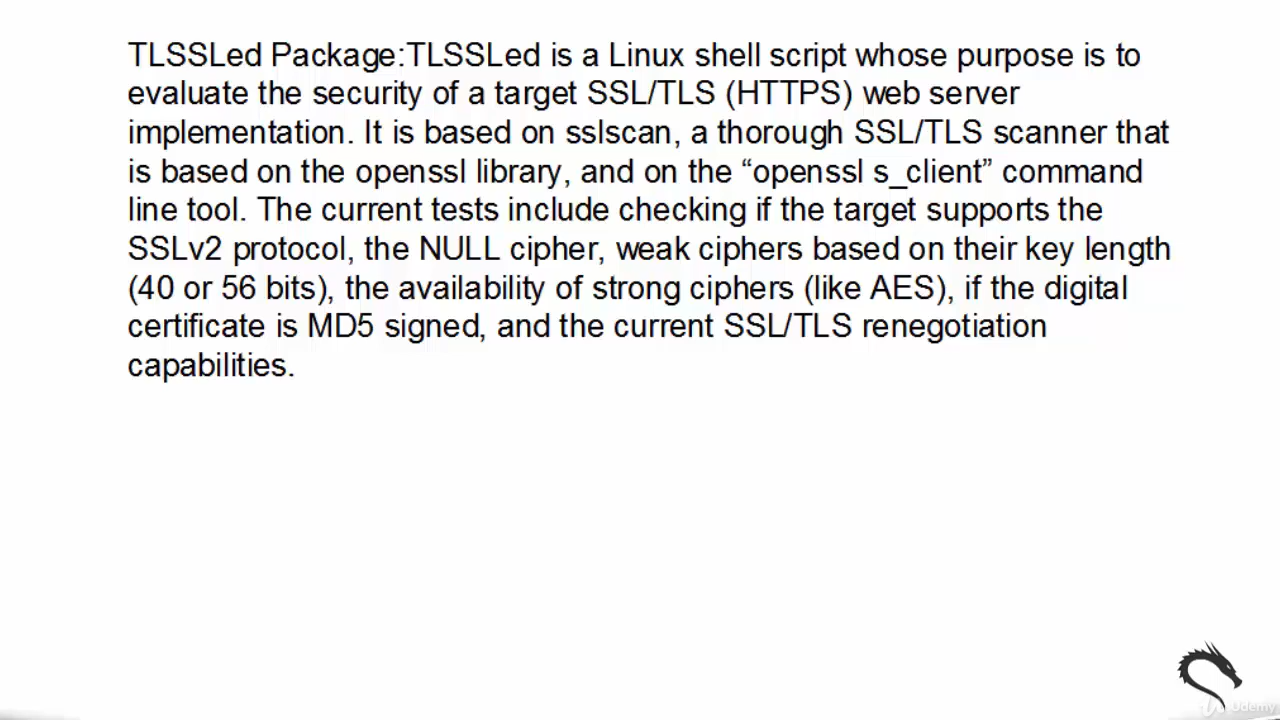 TLSSLed Package:TLSSLed is a Linux shell script whose purpose is to
evaluate the security of a target SSL/TLS (HTTPS) web server
implementation. It is based on sslscan, a thorough SSL/TLS scanner that
is based on the openssl library, and on the “openssl s_client” command
line tool. The current tests include checking if the target supports the
SSLv2 protocol, the NULL cipher, weak ciphers based on their key length
(40 or 56 bits), the availability of strong ciphers (like AES), if the digital
certificate is MD5 signed, and the current SSL/TLS renegotiation
capabilities.
Udemy